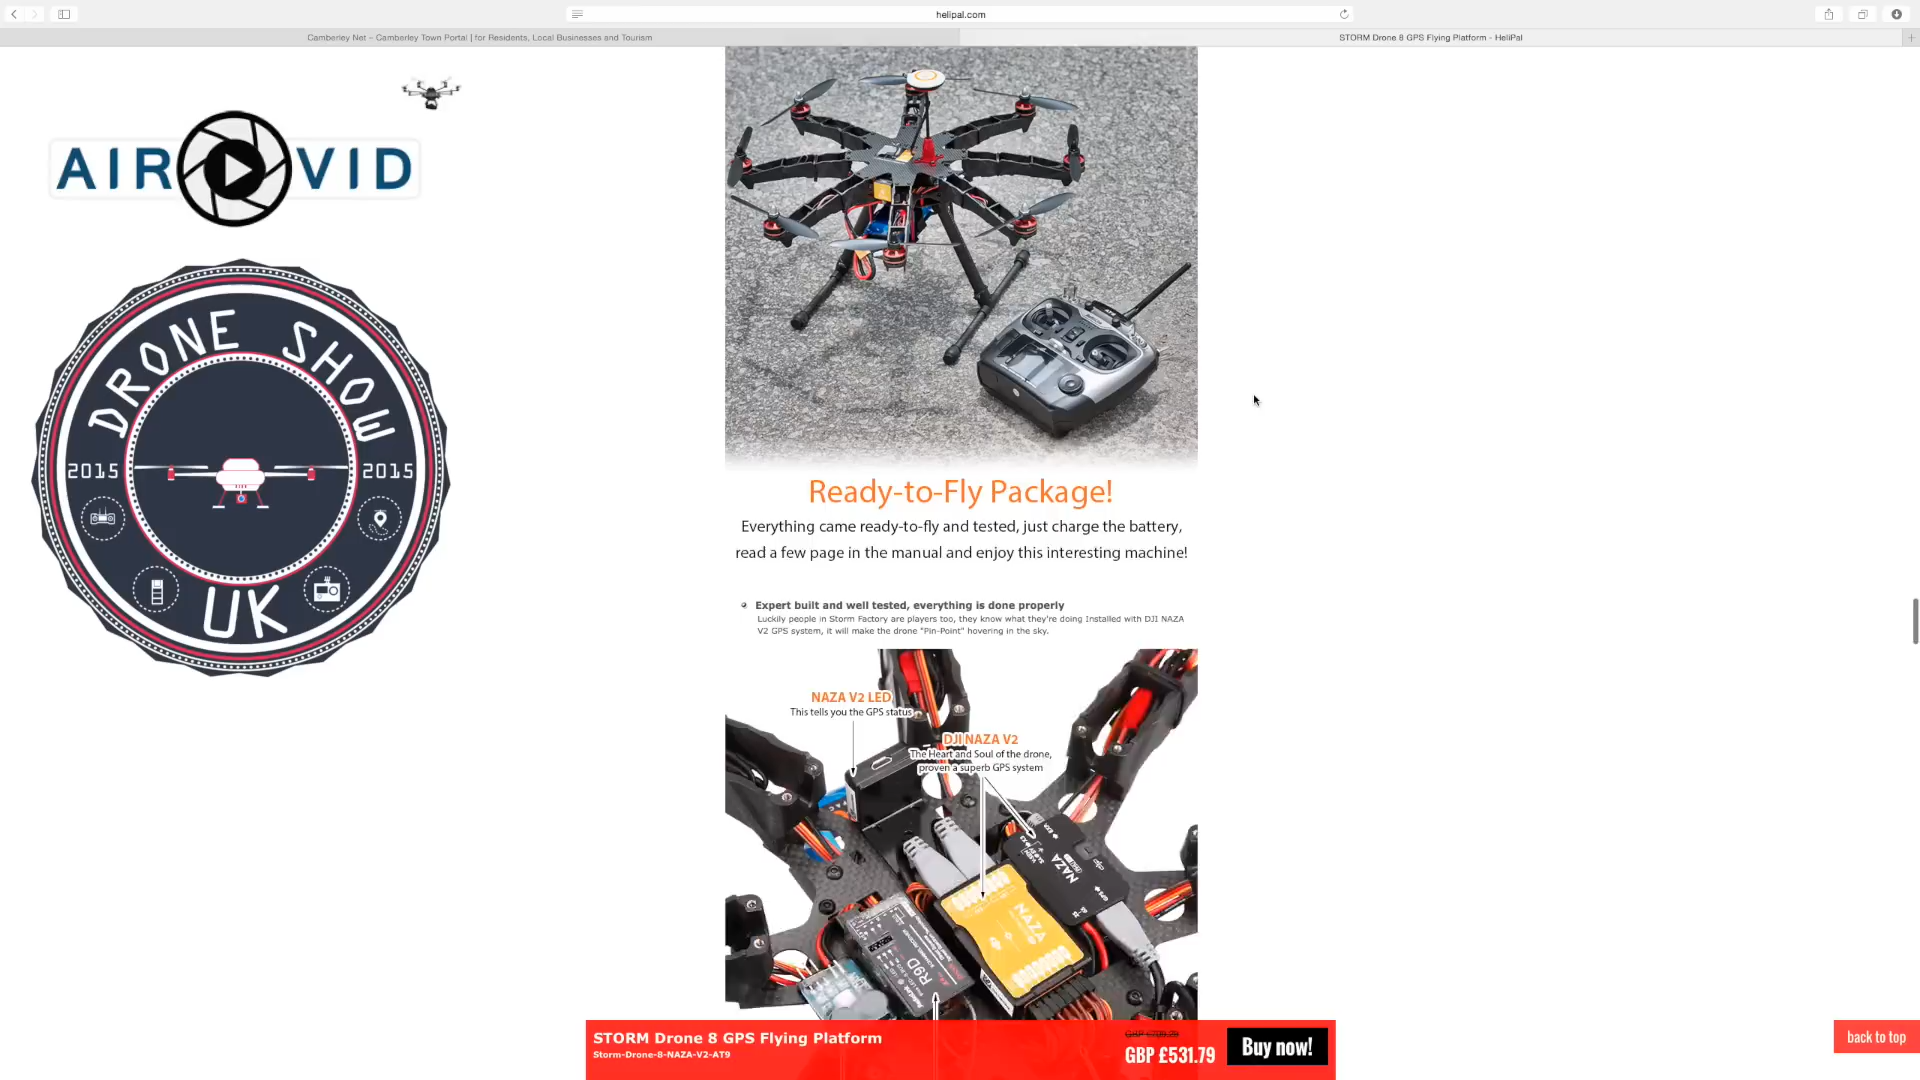 helipal.com
Camberley Net – Camberley Town Portal | for Residents, Local Businesses and Tourism
STORM Drone 8 GPS Flying Platform - HeliPal
AIR VID
DRONE SHOW
2015 2015
UK
Ready-to-Fly Package!
Everything came ready-to-fly and tested, just charge the battery,
read a few page in the manual and enjoy this interesting machine!
Expert built and well tested, everything is done properly
Luckily people in Storm Factory are players too, they know what they're doing Installed with DJI NAZA
V2 GPS system, it will make the drone "Pin-Point" hovering in the sky.
NAZA V2 LED
This tells you the GPS status
DJI NAZA V2
The Heart and Soul of the drone,
proven a superb GPS system
NAZA
NAZA
R9D
STORM Drone 8 GPS Flying Platform
Storm-Drone-8-NAZA-V2-AT9
GBP £531.79
Buy now!
back to top